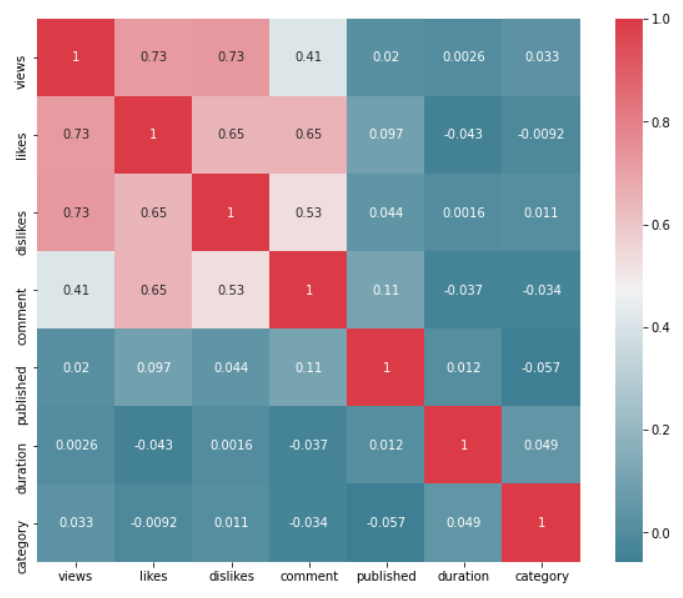 views 1 0.73 0.73 0.41 0.02 0.0026 0.033
likes 0.73 1 0.65 0.65 0.097 -0.043 -0.0092
dislikes 0.73 0.65 1 0.53 0.044 0.0016 0.011
comment 0.41 0.65 0.53 1 0.11 -0.037 -0.034
published 0.02 0.097 0.044 0.11 1 0.012 -0.057
duration 0.0026 -0.043 0.0016 -0.037 0.012 1 0.049
category 0.033 -0.0092 0.011 -0.034 -0.057 0.049 1
views likes dislikes comment published duration category
1.0
0.8
0.6
0.4
0.2
0.0